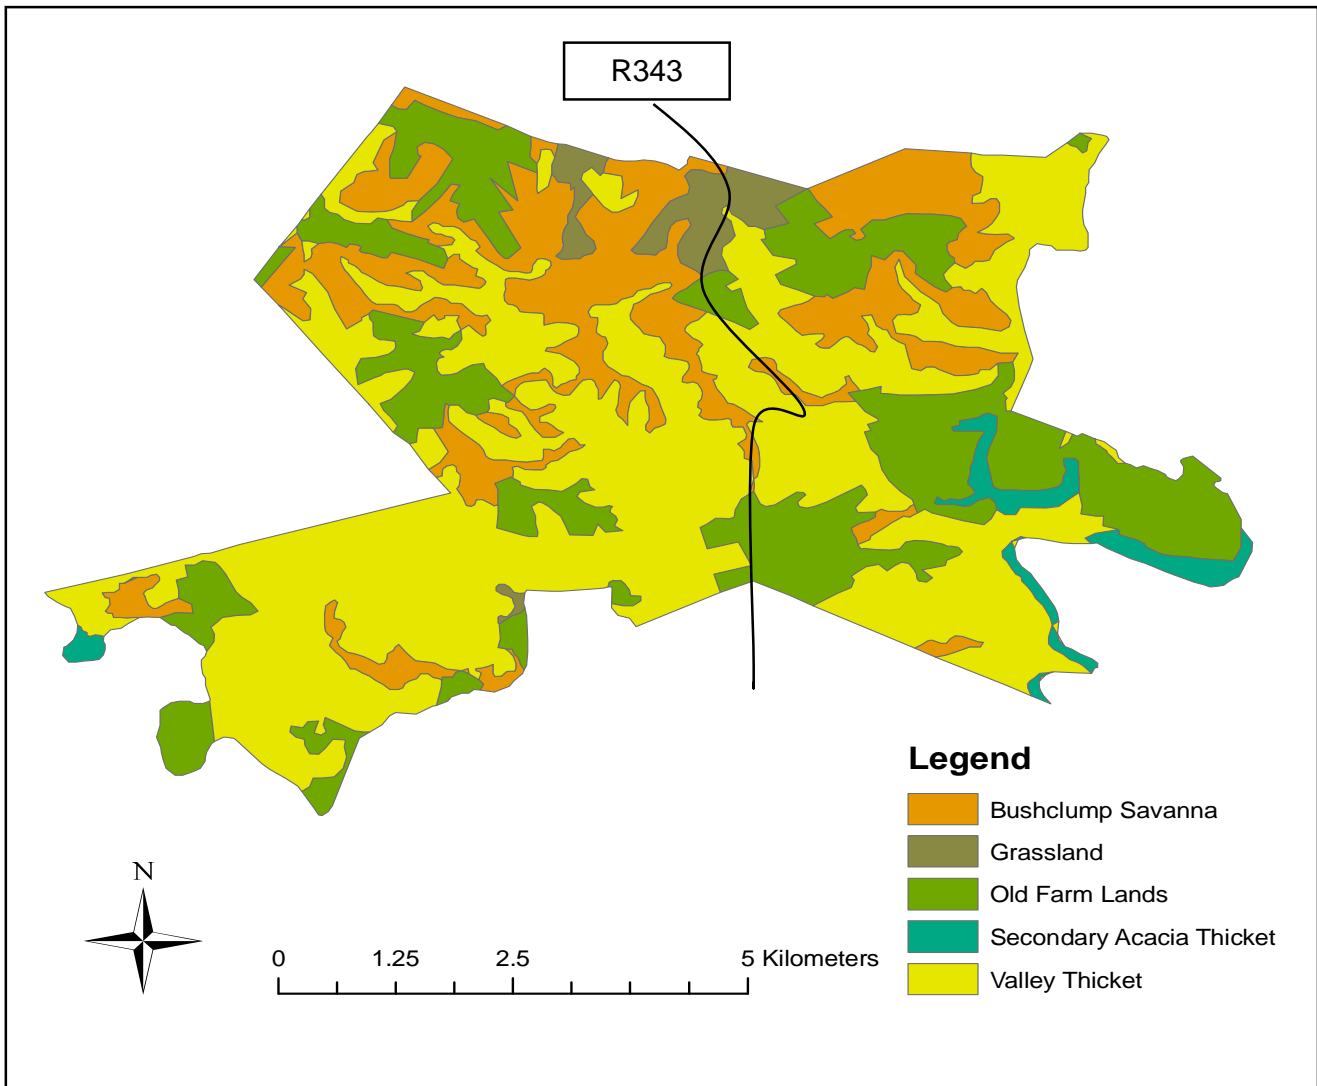 R343
Legend
Bushclump Savanna
Grassland
Old Farm Lands
Secondary Acacia Thicket
Valley Thicket
N
0 1.25 2.5 5 Kilometers